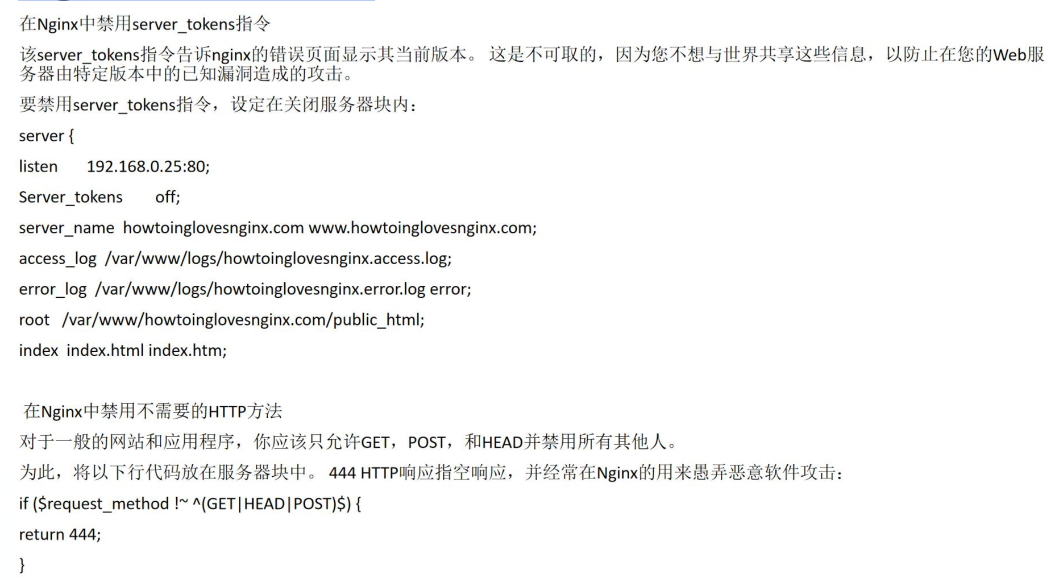 在Nginx中禁用server_tokens指令
该server_tokens指令告诉nginx的错误页面显示其当前版本。 这是不可取的，因为您不想与世界共享这些信息，以防止在您的Web服
务器由特定版本中的已知漏洞造成的攻击。
要禁用server_tokens指令，设定在关闭服务器块内：
server {
listen 192.168.0.25:80;
Server_tokens off;
server_name howtoinglovesnginx.com www.howtoinglovesnginx.com;
access_log /var/www/logs/howtoinglovesnginx.access.log;
error_log /var/www/logs/howtoinglovesnginx.error.log error;
root /var/www/howtoinglovesnginx.com/public_html;
index index.html index.htm;
在Nginx中禁用不需要的HTTP方法
对于一般的网站和应用程序，你应该只允许GET，POST，和HEAD并禁用所有其他人。
为此，将以下行代码放在服务器块中。 444 HTTP响应指空响应，并经常在Nginx的用来愚弄恶意软件攻击：
if ($request_method !~ ^(GET|HEAD|POST)$) {
return 444;
}